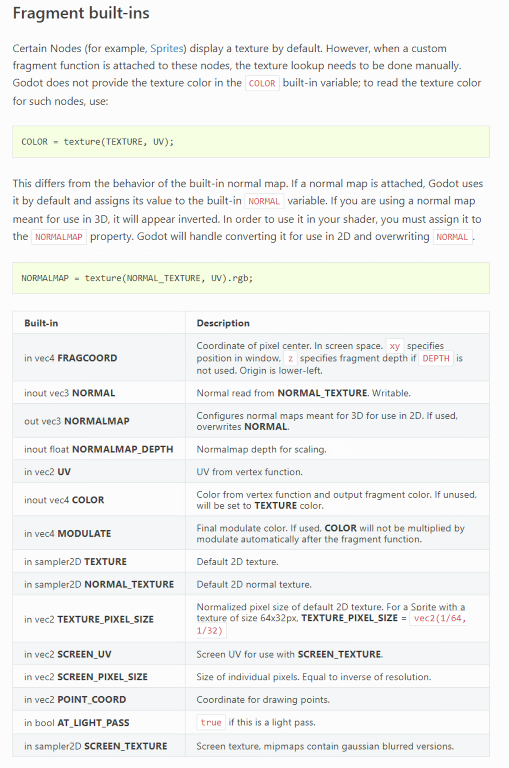 Fragment built-ins
Certain Nodes (for example, Sprites) display a texture by default. However, when a custom
fragment function is attached to these nodes, the texture lookup needs to be done manually.
Godot does not provide the texture color in the COLOR built-in variable; to read the texture color
for such nodes, use:
COLOR = texture(TEXTURE, UV);
This differs from the behavior of the built-in normal map. If a normal map is attached, Godot uses
it by default and assigns its value to the built-in NORMAL variable. If you are using a normal map
meant for use in 3D, it will appear inverted. In order to use it in your shader, you must assign it to
the NORMALMAP property. Godot will handle converting it for use in 2D and overwriting NORMAL.
NORMALMAP = texture(NORMAL_TEXTURE, UV).rgb;
Built-in Description
in vec4 FRAGCOORD
Coordinate of pixel center. In screen space. xy specifies
position in window, z specifies fragment depth if DEPTH is
not used. Origin is lower-left.
inout vec3 NORMAL Normal read from NORMAL_TEXTURE. Writable.
out vec3 NORMALMAP
Configures normal maps meant for 3D for use in 2D. If used,
overwrites NORMAL.
inout float NORMALMAP_DEPTH Normalmap depth for scaling.
in vec2 UV UV from vertex function.
inout vec4 COLOR
Color from vertex function and output fragment color. If unused,
will be set to TEXTURE color.
in vec4 MODULATE
Final modulate color. If used, COLOR will not be multiplied by
modulate automatically after the fragment function.
in sampler2D TEXTURE Default 2D texture.
in sampler2D NORMAL_TEXTURE Default 2D normal texture.
in vec2 TEXTURE_PIXEL_SIZE
Normalized pixel size of default 2D texture. For a Sprite with a
texture of size 64x32px, TEXTURE_PIXEL_SIZE = vec2(1/64,
1/32)
in vec2 SCREEN_UV Screen UV for use with SCREEN_TEXTURE.
in vec2 SCREEN_PIXEL_SIZE Size of individual pixels. Equal to inverse of resolution.
in vec2 POINT_COORD Coordinate for drawing points.
in bool AT_LIGHT_PASS true if this is a light pass.
in sampler2D SCREEN_TEXTURE Screen texture, mipmaps contain gaussian blurred versions.